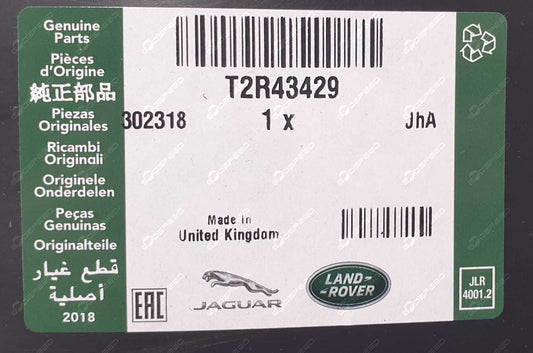 Genuine
Parts
Pièces
d'Origine
純正部品
Piezas
Originales
Ricambi
Originali
Originele
Onderdelen
Peças
Genuinas
Originalteile
قطع غيار
أصلية
2018
T2R43429
302318 1 x JhA
Made in
United Kingdom
EAC
JAGUAR
LAND-
-ROVER
JLR
4001.2